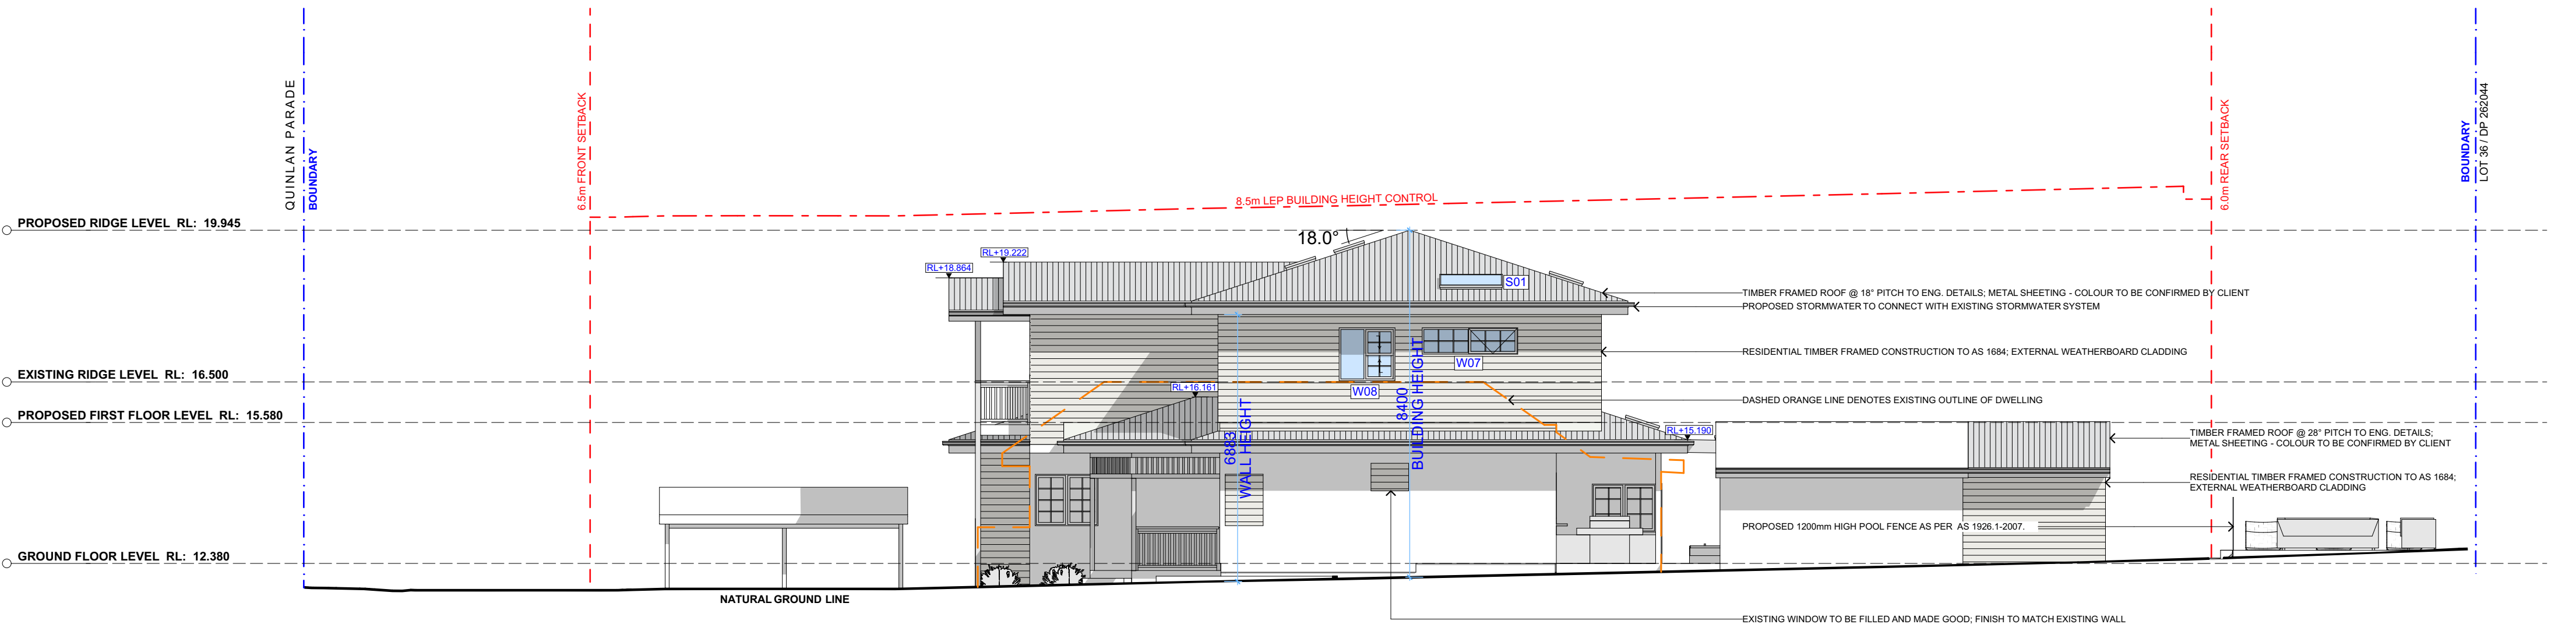 QUINLAN PARADE
BOUNDARY
6.5m FRONT SETBACK
8.5m LEP BUILDING HEIGHT CONTROL
6.0m REAR SETBACK
BOUNDARY
LOT 36 / DP 262044
PROPOSED RIDGE LEVEL RL: 19.945
18.0°
RL+19.222
RL+18.864
S01
TIMBER FRAMED ROOF @ 18° PITCH TO ENG. DETAILS; METAL SHEETING - COLOUR TO BE CONFIRMED BY CLIENT
PROPOSED STORMWATER TO CONNECT WITH EXISTING STORMWATER SYSTEM
RESIDENTIAL TIMBER FRAMED CONSTRUCTION TO AS 1684; EXTERNAL WEATHERBOARD CLADDING
W07
EXISTING RIDGE LEVEL RL: 16.500
RL+16.161
W08
DASHED ORANGE LINE DENOTES EXISTING OUTLINE OF DWELLING
PROPOSED FIRST FLOOR LEVEL RL: 15.580
6883
WALL HEIGHT
8400
BUILDING HEIGHT
RL+15.190
TIMBER FRAMED ROOF @ 28° PITCH TO ENG. DETAILS;
METAL SHEETING - COLOUR TO BE CONFIRMED BY CLIENT
RESIDENTIAL TIMBER FRAMED CONSTRUCTION TO AS 1684;
EXTERNAL WEATHERBOARD CLADDING
PROPOSED 1200mm HIGH POOL FENCE AS PER AS 1926.1-2007.
GROUND FLOOR LEVEL RL: 12.380
NATURAL GROUND LINE
EXISTING WINDOW TO BE FILLED AND MADE GOOD; FINISH TO MATCH EXISTING WALL